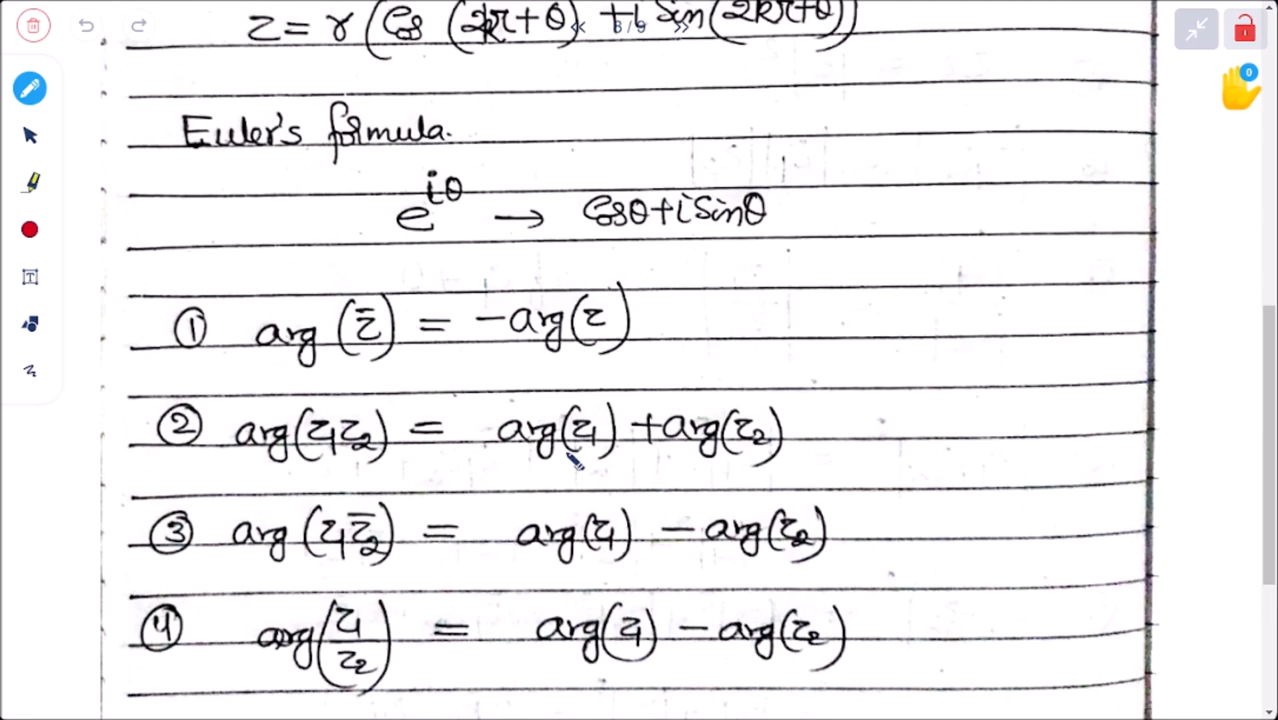 z = r (Cos (2kπ+θ) + i Sin(2kπ+θ))
Euler's formula.
e^{iθ} → Cosθ+i Sinθ
① arg (z̄) = -arg(z)
② arg(z₁z₂) = arg(z₁) + arg(z₂)
③ arg (z₁z̄₂) = arg(z₁) - arg(z₂)
④ arg(z₁/z₂) = arg(z₁) - arg(z₂)
0